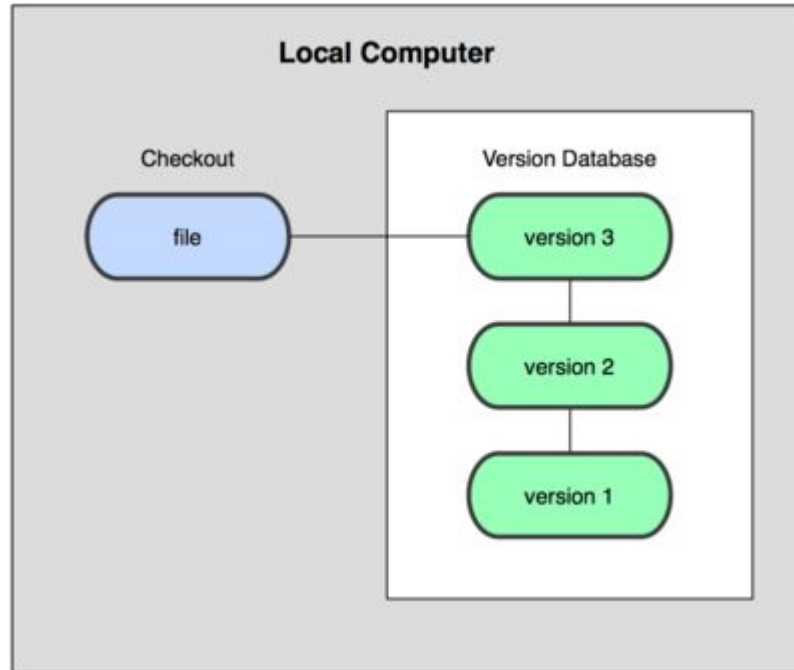 Local Computer
Checkout
Version Database
file
version 3
version 2
version 1